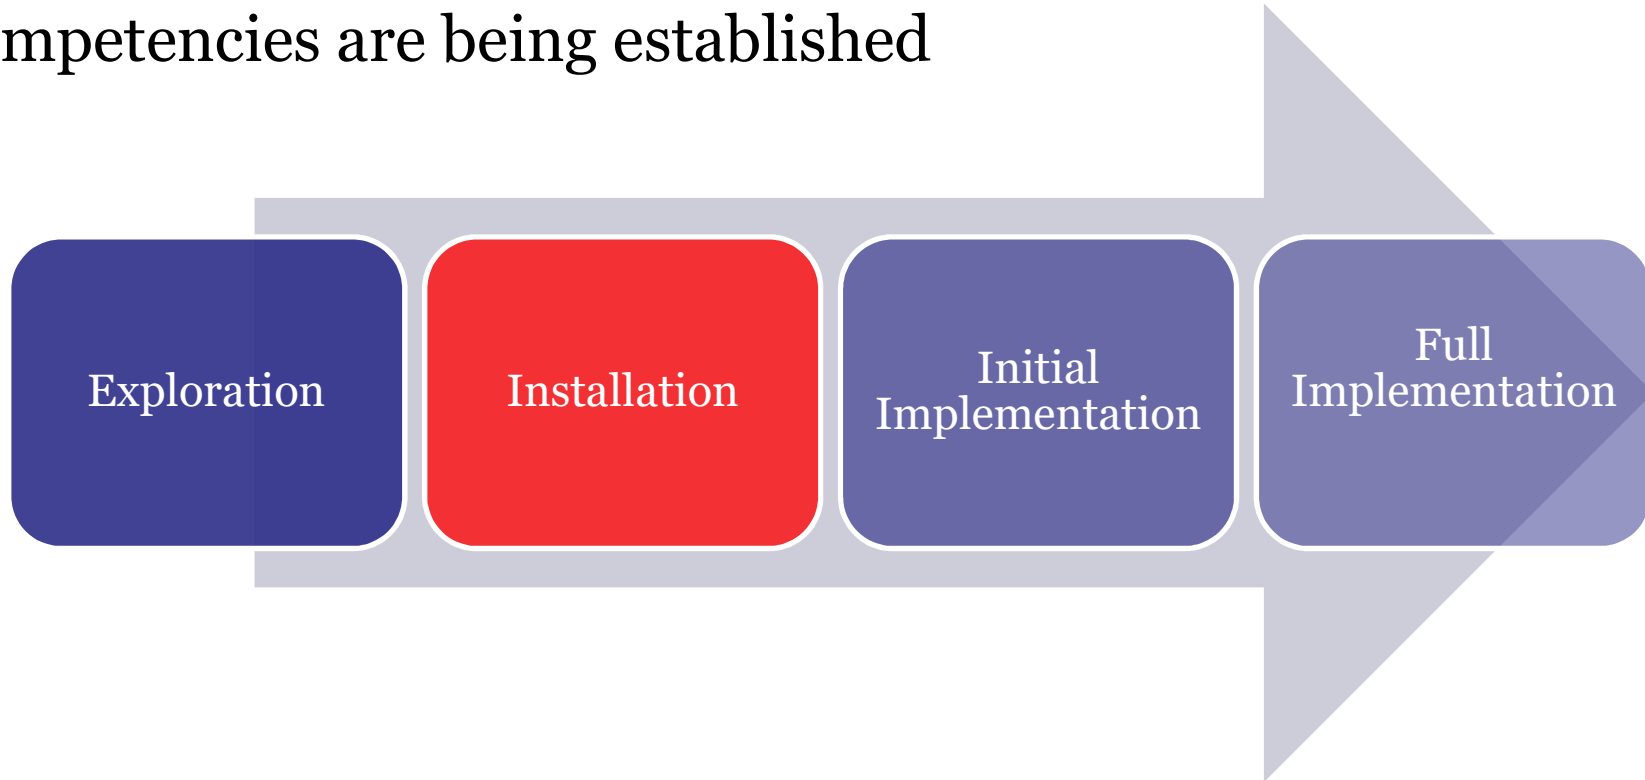 mpetencies are being established
Exploration
Installation
Initial
Implementation
Full
Implementation